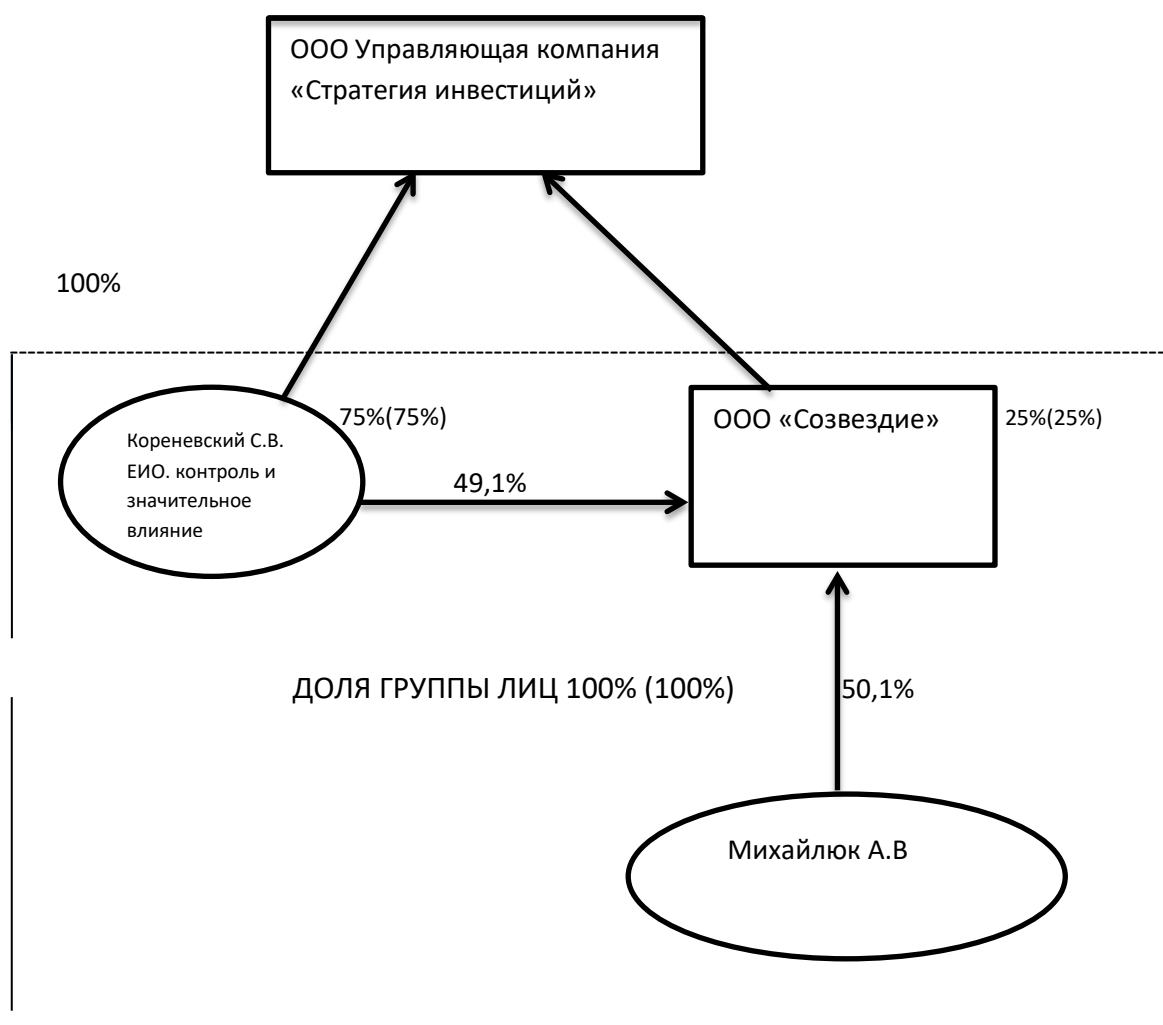 ООО Управляющая компания
«Стратегия инвестиций»
100%
Кореневский С.В.
ЕИО. контроль и
значительное
влияние
75%(75%)
49,1%
ООО «Созвездие»
25%(25%)
ДОЛЯ ГРУППЫ ЛИЦ 100% (100%)
50,1%
Михайлюк А.В